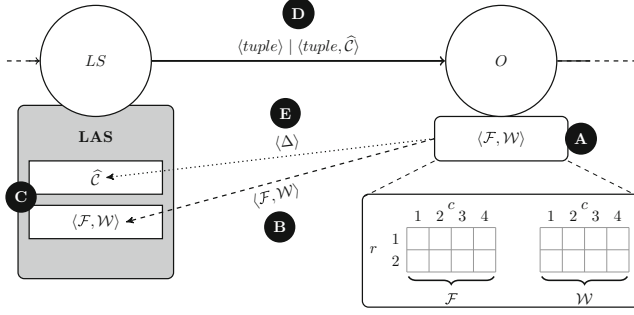 D
⟨tuple⟩ | ⟨tuple, Ĉ⟩
LS
O
LAS
E
⟨Δ⟩
⟨ℱ, 𝒲⟩
A
Ĉ
C
⟨ℱ, 𝒲⟩
⟨ℱ, 𝒲⟩
B
c
1 2 3 4
c
1 2 3 4
r
1
2
ℱ
𝒲